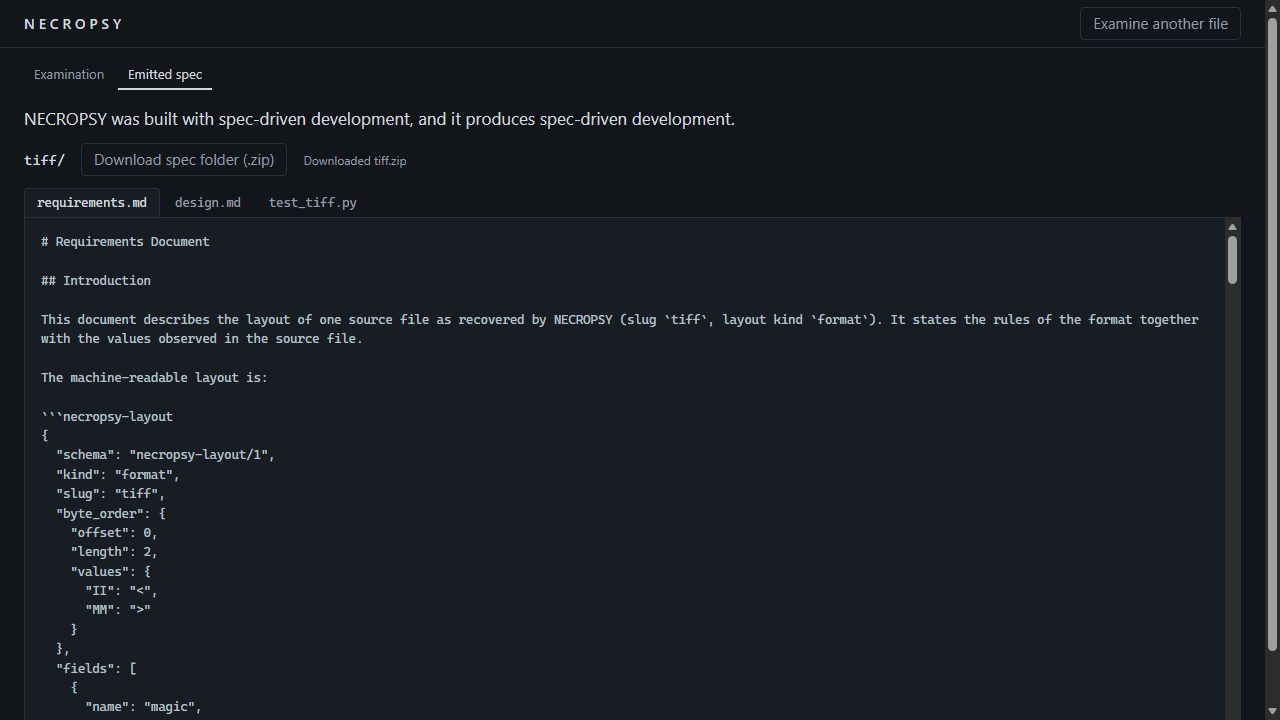 NECROPSY
Examine another file
Examination
Emitted spec
NECROPSY was built with spec-driven development, and it produces spec-driven development.
tiff/
Download spec folder (.zip)
Downloaded tiff.zip
requirements.md
design.md
test_tiff.py
# Requirements Document
## Introduction
This document describes the layout of one source file as recovered by NECROPSY (slug `tiff`, layout kind `format`). It states the rules of the format together
with the values observed in the source file.
The machine-readable layout is:
```necropsy-layout
{
  "schema": "necropsy-layout/1",
  "kind": "format",
  "slug": "tiff",
  "byte_order": {
    "offset": 0,
    "length": 2,
    "values": {
      "II": "<",
      "MM": ">"
    }
  },
  "fields": [
    {
      "name": "magic",